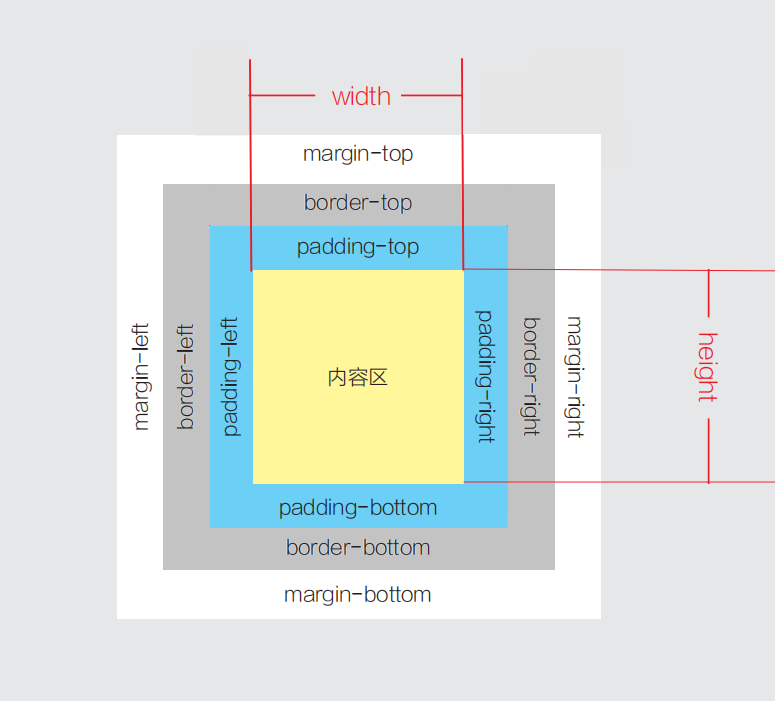 width
margin-top
border-top
padding-top
margin-left
border-left
padding-left
内容区
padding-right
border-right
margin-right
height
padding-bottom
border-bottom
margin-bottom